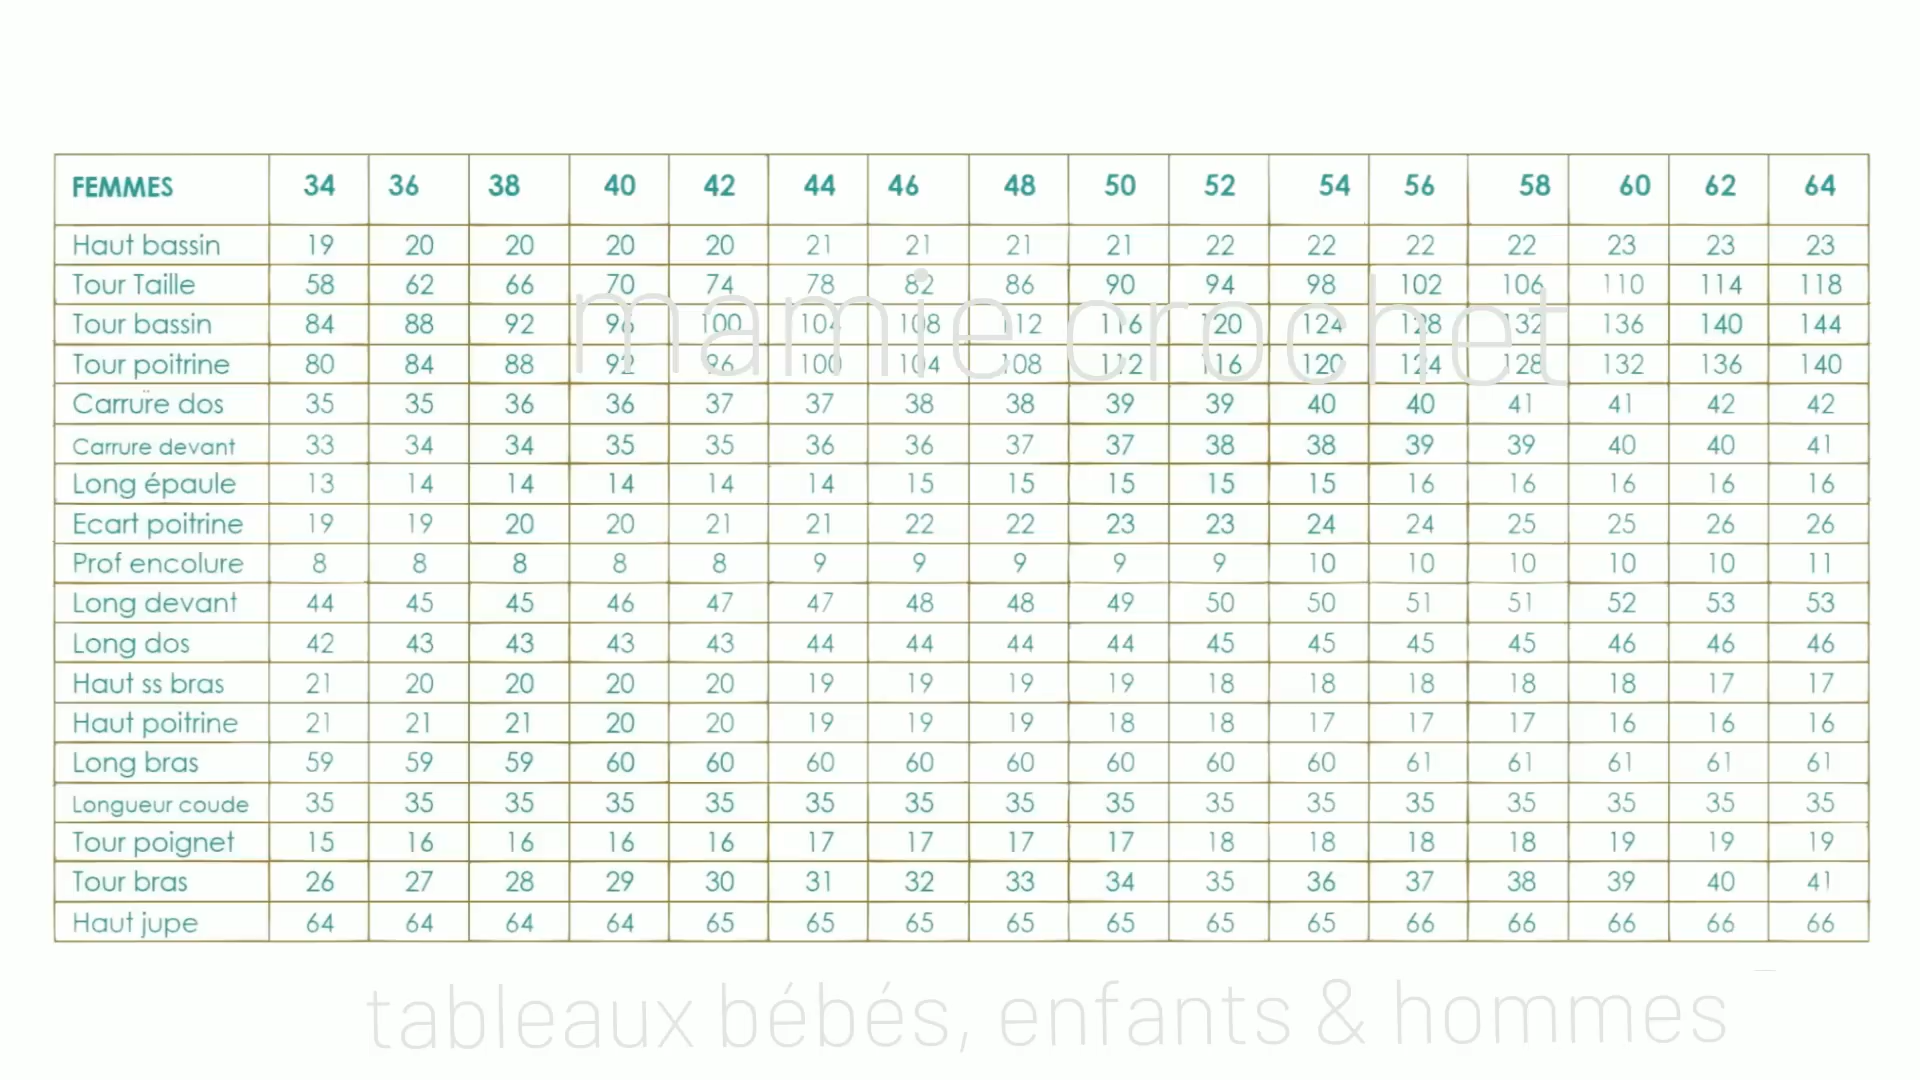 FEMMES 34 36 38 40 42 44 46 48 50 52 54 56 58 60 62 64
Haut bassin 19 20 20 20 20 21 21 21 21 22 22 22 22 23 23 23
Tour Taille 58 62 66 70 74 78 82 86 90 94 98 102 106 110 114 118
Tour bassin 84 88 92 96 100 104 108 112 116 120 124 128 132 136 140 144
Tour poitrine 80 84 88 92 96 100 104 108 112 116 120 124 128 132 136 140
mamie crochet
Carrure dos 35 35 36 36 37 37 38 38 39 39 40 40 41 41 42 42
Carrure devant 33 34 34 35 35 36 36 37 37 38 38 39 39 40 40 41
Long épaule 13 14 14 14 14 14 15 15 15 15 15 16 16 16 16 16
Ecart poitrine 19 19 20 20 21 21 22 22 23 23 24 24 25 25 26 26
Prof encolure 8 8 8 8 8 9 9 9 9 9 10 10 10 10 10 11
Long devant 44 45 45 46 47 47 48 48 49 50 50 51 51 52 53 53
Long dos 42 43 43 43 43 44 44 44 44 45 45 45 45 46 46 46
Haut ss bras 21 20 20 20 20 19 19 19 19 18 18 18 18 18 17 17
Haut poitrine 21 21 21 20 20 19 19 19 18 18 17 17 17 16 16 16
Long bras 59 59 59 60 60 60 60 60 60 60 60 61 61 61 61 61
Longueur coude 35 35 35 35 35 35 35 35 35 35 35 35 35 35 35 35
Tour poignet 15 16 16 16 16 17 17 17 17 18 18 18 18 19 19 19
Tour bras 26 27 28 29 30 31 32 33 34 35 36 37 38 39 40 41
Haut jupe 64 64 64 64 65 65 65 65 65 65 65 66 66 66 66 66
tableaux bébés, enfants & hommes